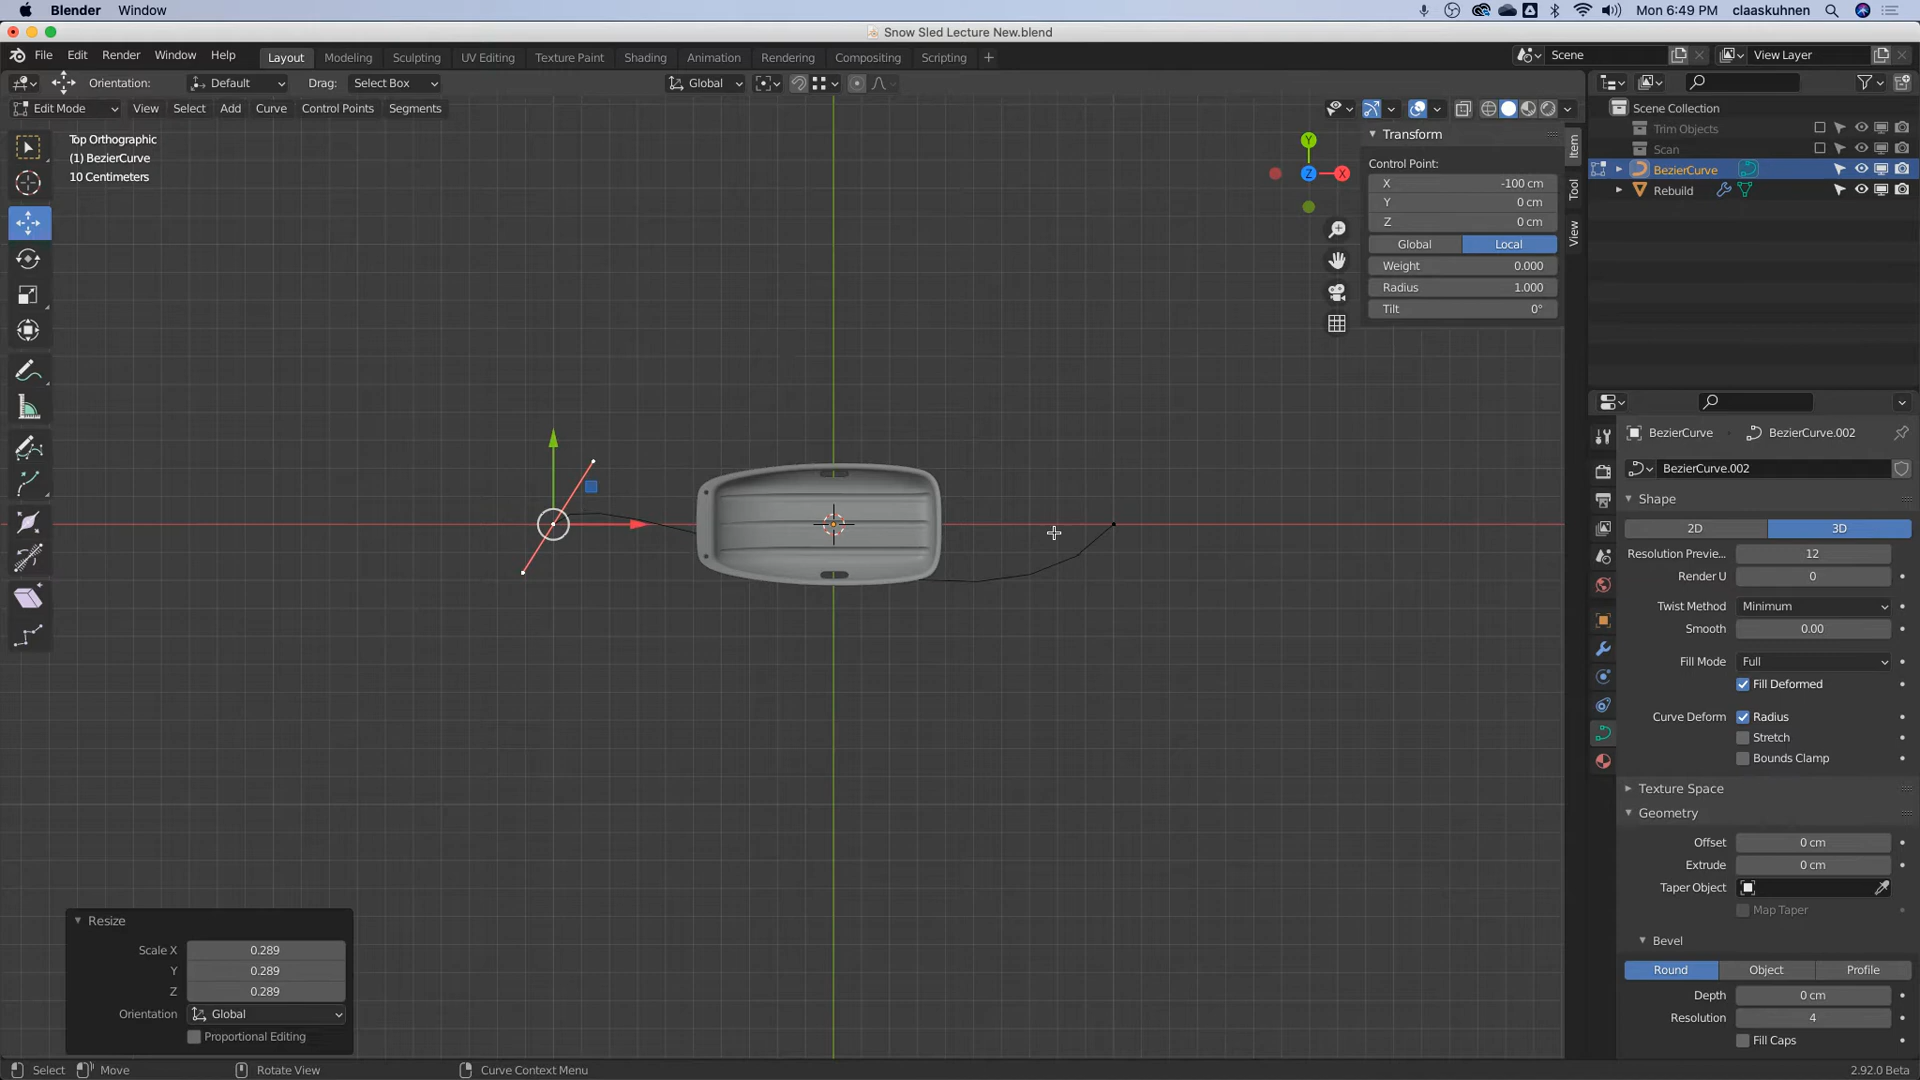 Blender Window Mon 6:49 PM claaskuhnen
Snow Sled Lecture New.blend
File Edit Render Window Help Layout Modeling Sculpting UV Editing Texture Paint Shading Animation Rendering Compositing Scripting + Scene View Layer
Orientation: Default Drag: Select Box Global
Edit Mode View Select Add Curve Control Points Segments
Top Orthographic
(1) BezierCurve
10 Centimeters
Y
Z X
Transform
Control Point:
X -100 cm
Y 0 cm
Z 0 cm
Global Local
Weight 0.000
Radius 1.000
Tilt 0°
Item
Tool
View
Scene Collection
Trim Objects
Scan
BezierCurve
Rebuild
BezierCurve BezierCurve.002
BezierCurve.002
Shape
2D 3D
Resolution Previe... 12
Render U 0
Twist Method Minimum
Smooth 0.00
Fill Mode Full
Fill Deformed
Curve Deform Radius
Stretch
Bounds Clamp
Texture Space
Geometry
Offset 0 cm
Extrude 0 cm
Taper Object
Map Taper
Bevel
Round Object Profile
Depth 0 cm
Resolution 4
Fill Caps
Resize
Scale X 0.289
Y 0.289
Z 0.289
Orientation Global
Proportional Editing
Select Move Rotate View Curve Context Menu 2.92.0 Beta